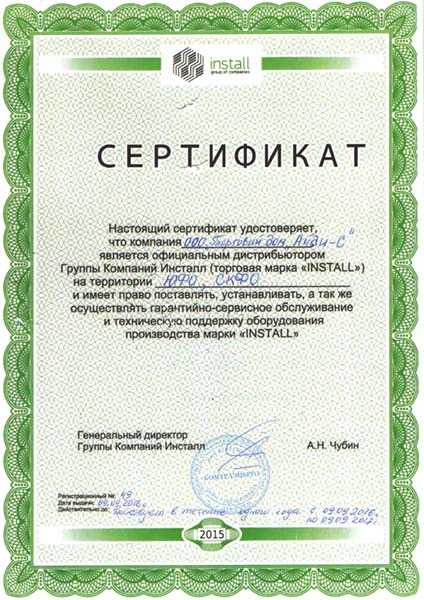 install
group of companies
СЕРТИФИКАТ
Настоящий сертификат удостоверяет,
что компания ООО „Торговый дом „Анди-С"
является официальным дистрибьютором
Группы Компаний Инсталл (торговая марка «INSTALL»)
на территории ЮФО, СКФО
и имеет право поставлять, устанавливать, а так же
осуществлять гарантийно-сервисное обслуживание
и техническую поддержку оборудования
производства марки «INSTALL»
Генеральный директор
Группы Компаний Инсталл А.Н. Чубин
Регистрационный №: 49
Дата выдачи: 09.09.2016г.
Действительно до: в течение одного года с 09.09.2016г.
по 09.09.2017г.
2015